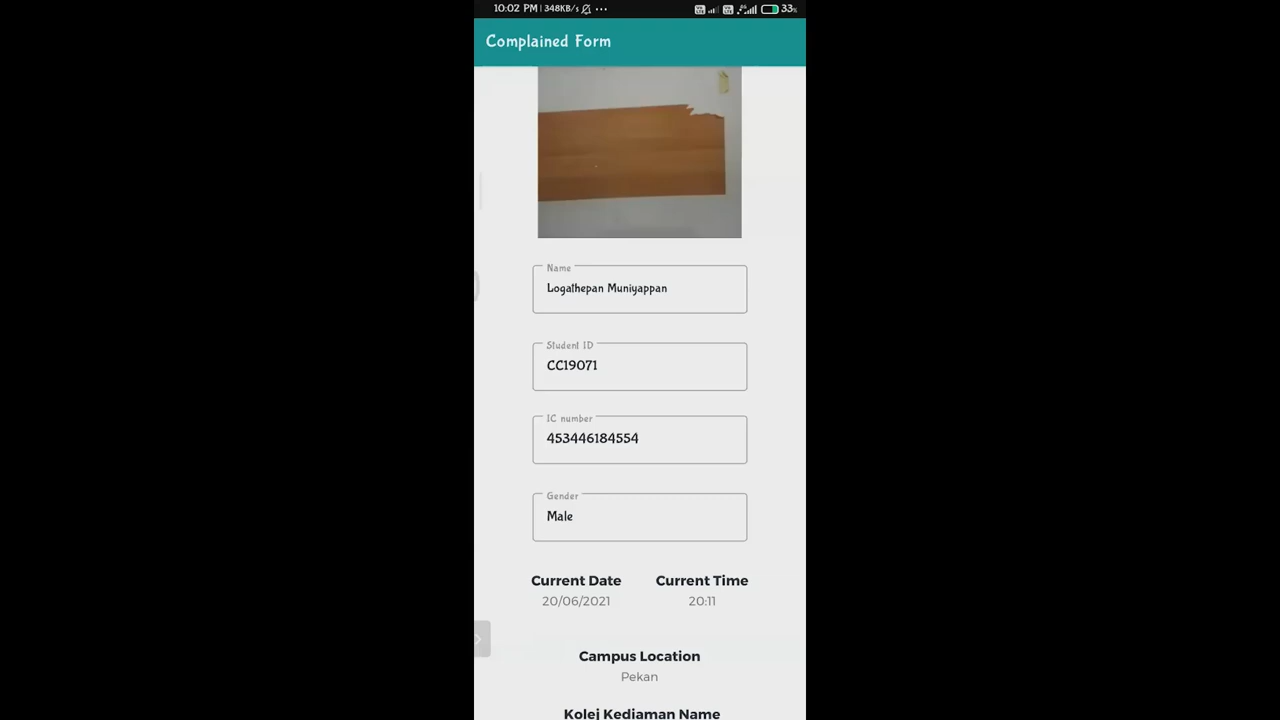 10:02 PM | 348KB/s ... 33%
Complained Form
Name
Logathepan Muniyappan
Student ID
CC19071
IC number
453446184554
Gender
Male
Current Date Current Time
20/06/2021 20:11
Campus Location
Pekan
Kolej Kediaman Name